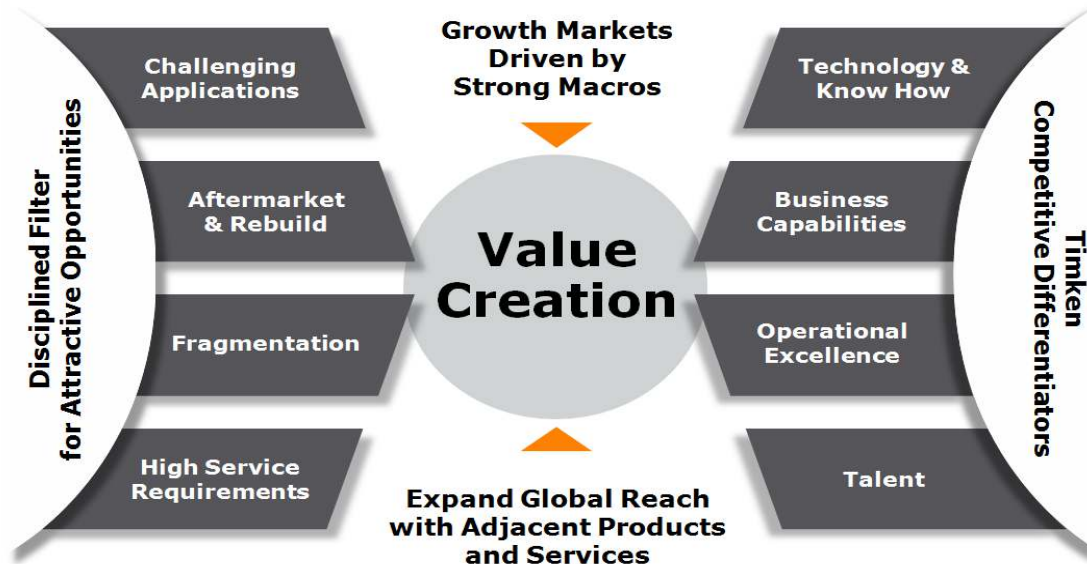 Disciplined Filter
for Attractive Opportunities
Challenging
Applications
Aftermarket
& Rebuild
Fragmentation
High Service
Requirements
Growth Markets
Driven by
Strong Macros
Value
Creation
Expand Global Reach
with Adjacent Products
and Services
Technology &
Know How
Business
Capabilities
Operational
Excellence
Talent
Timken
Competitive Differentiators